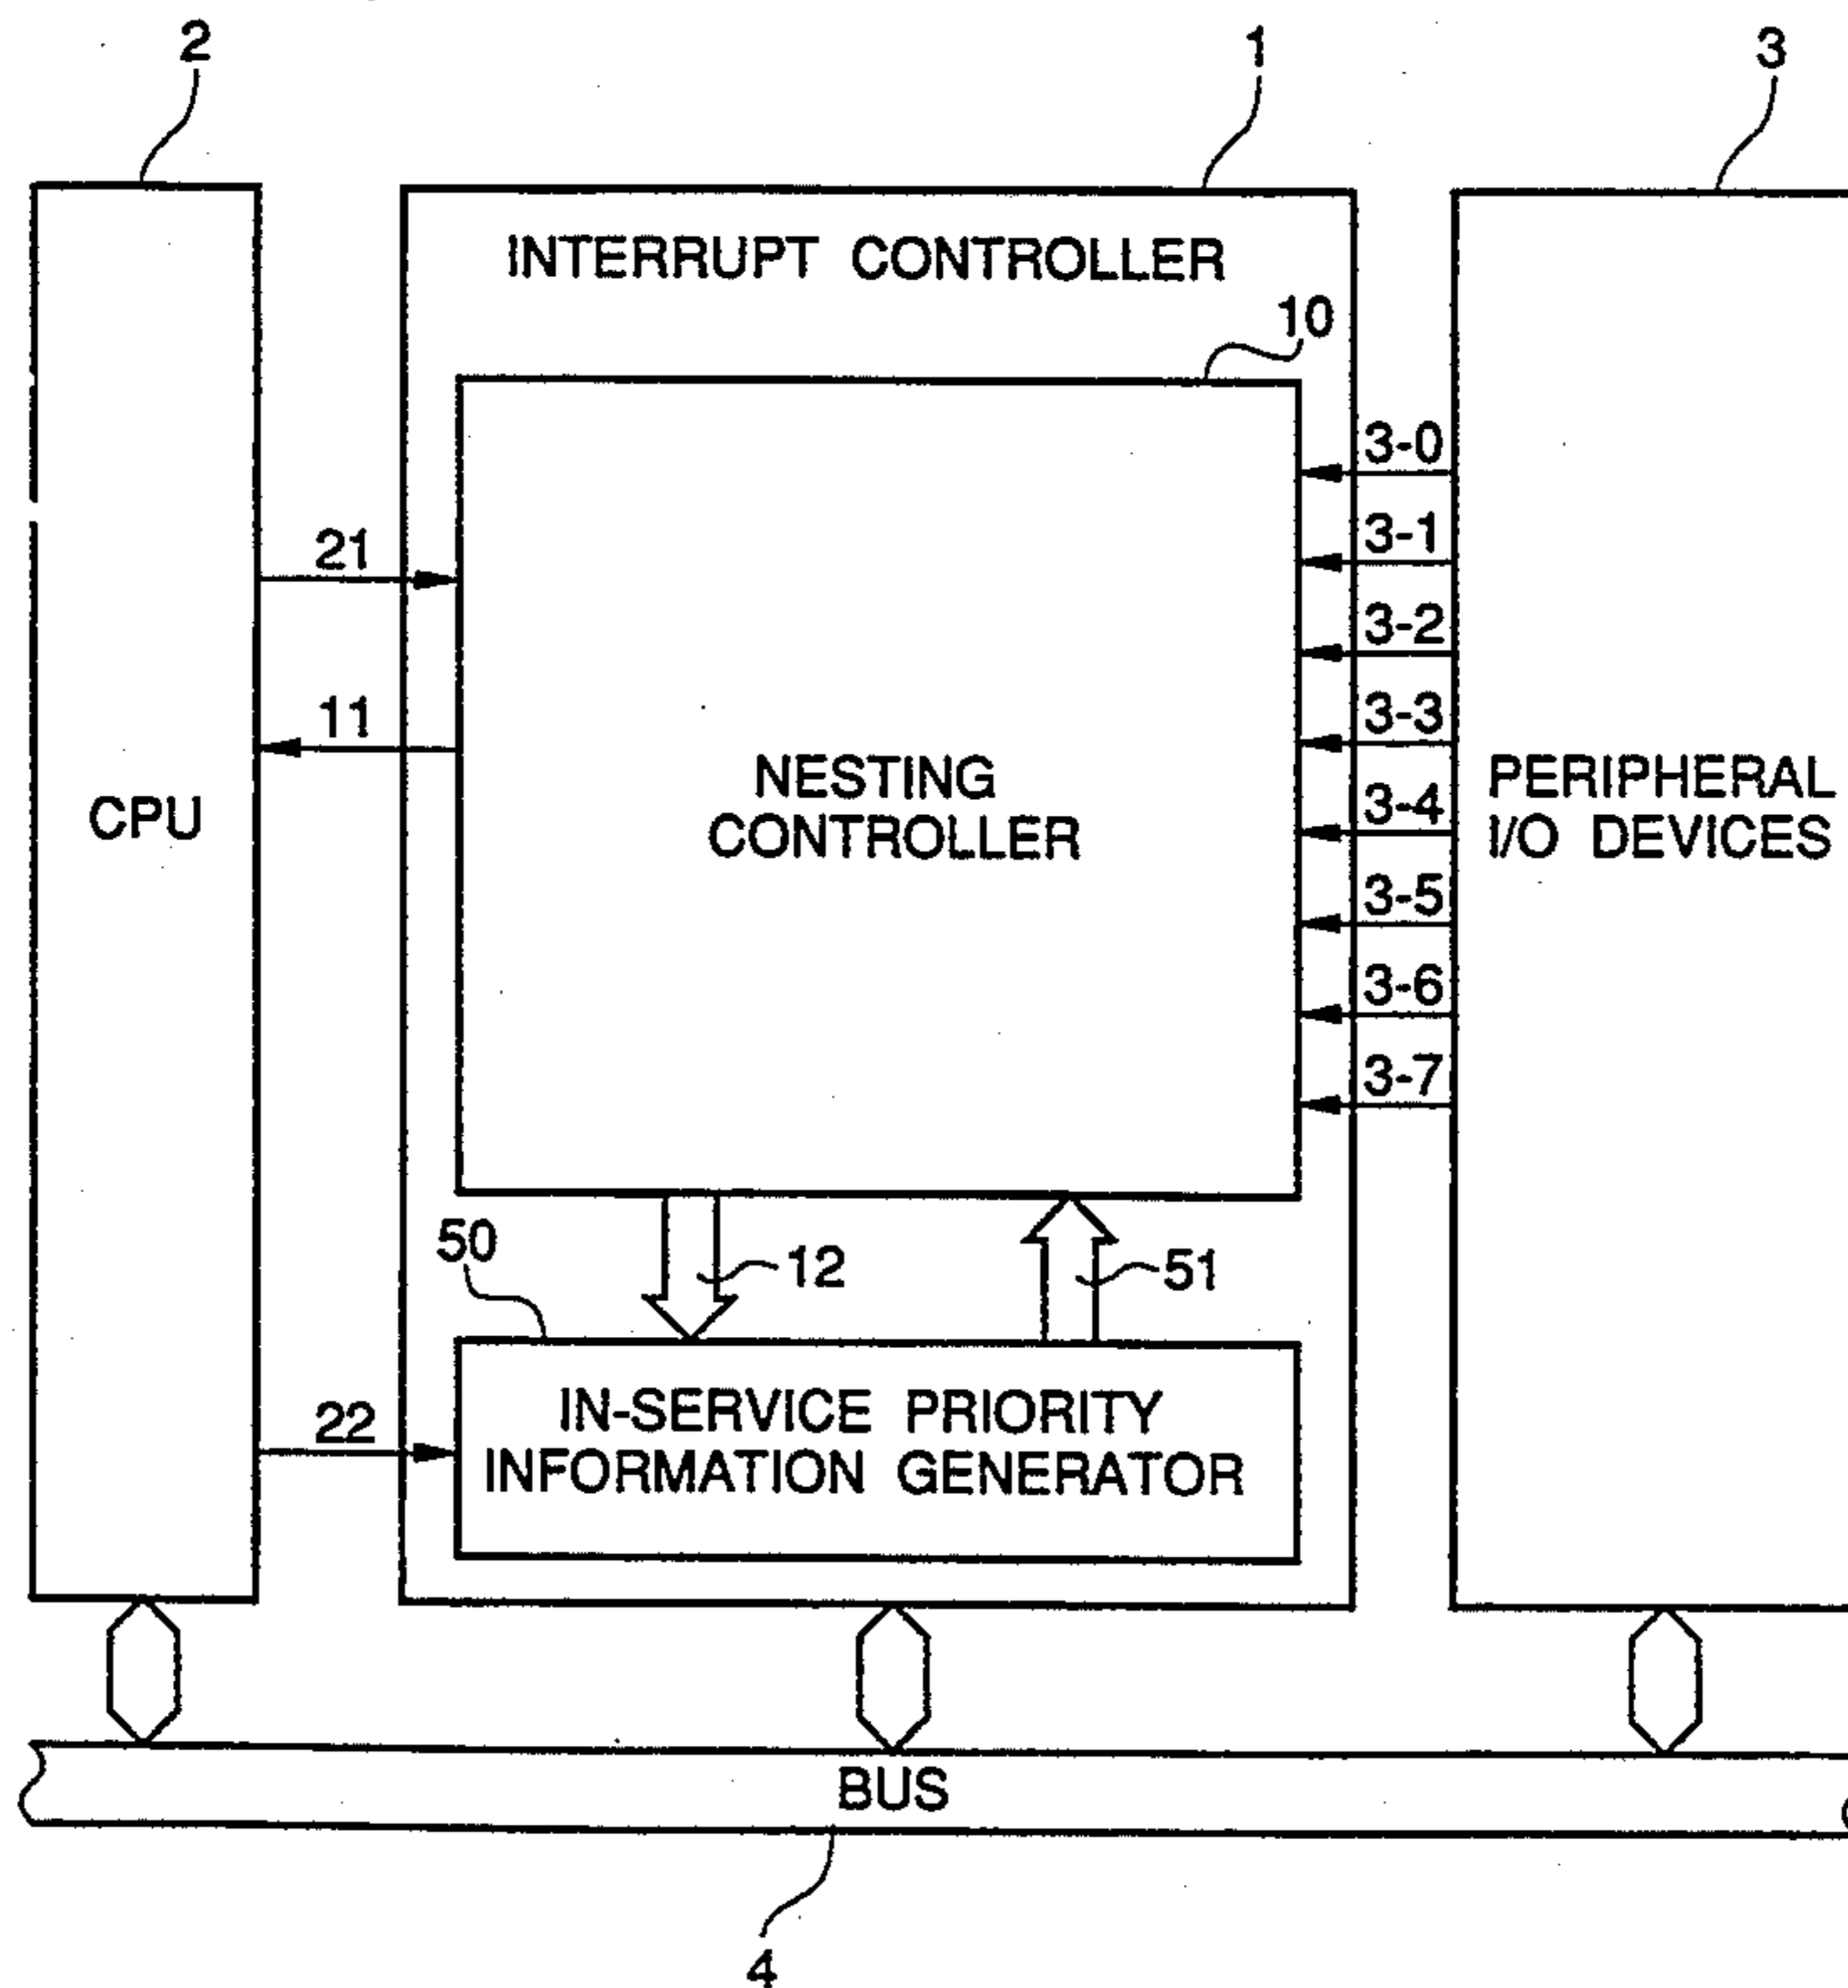 2
1
3
INTERRUPT CONTROLLER
10
3-0
3-1
3-2
3-3
3-4
3-5
3-6
3-7
21
11
CPU
NESTING
CONTROLLER
PERIPHERAL
I/O DEVICES
50
12
51
22
IN-SERVICE PRIORITY
INFORMATION GENERATOR
BUS
4